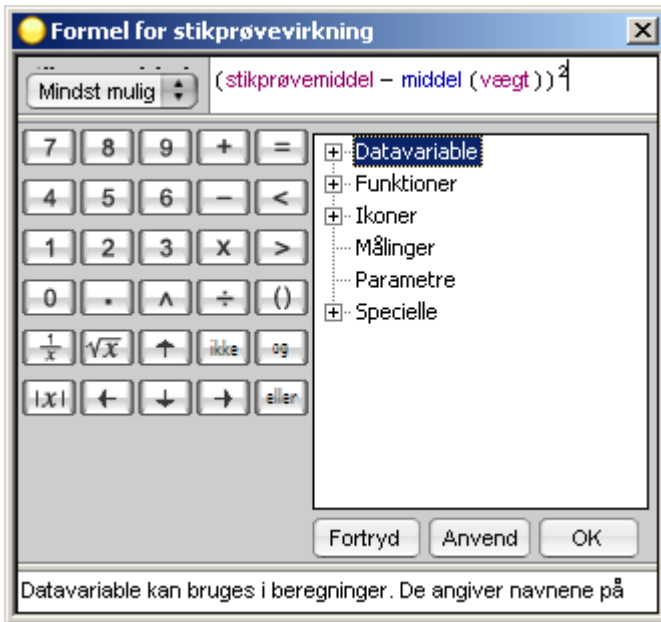 Formel for stikprøvevirkning
Mindst mulig
(stikprøvemiddel – middel (vægt))²
7 8 9 + =
4 5 6 – <
1 2 3 x >
0 . ^ ÷ ()
1/x √x ↑ ikke og
|x| ← ↓ → eller
Datavariable
Funktioner
Ikoner
Målinger
Parametre
Specielle
Fortryd Anvend OK
Datavariable kan bruges i beregninger. De angiver navnene på